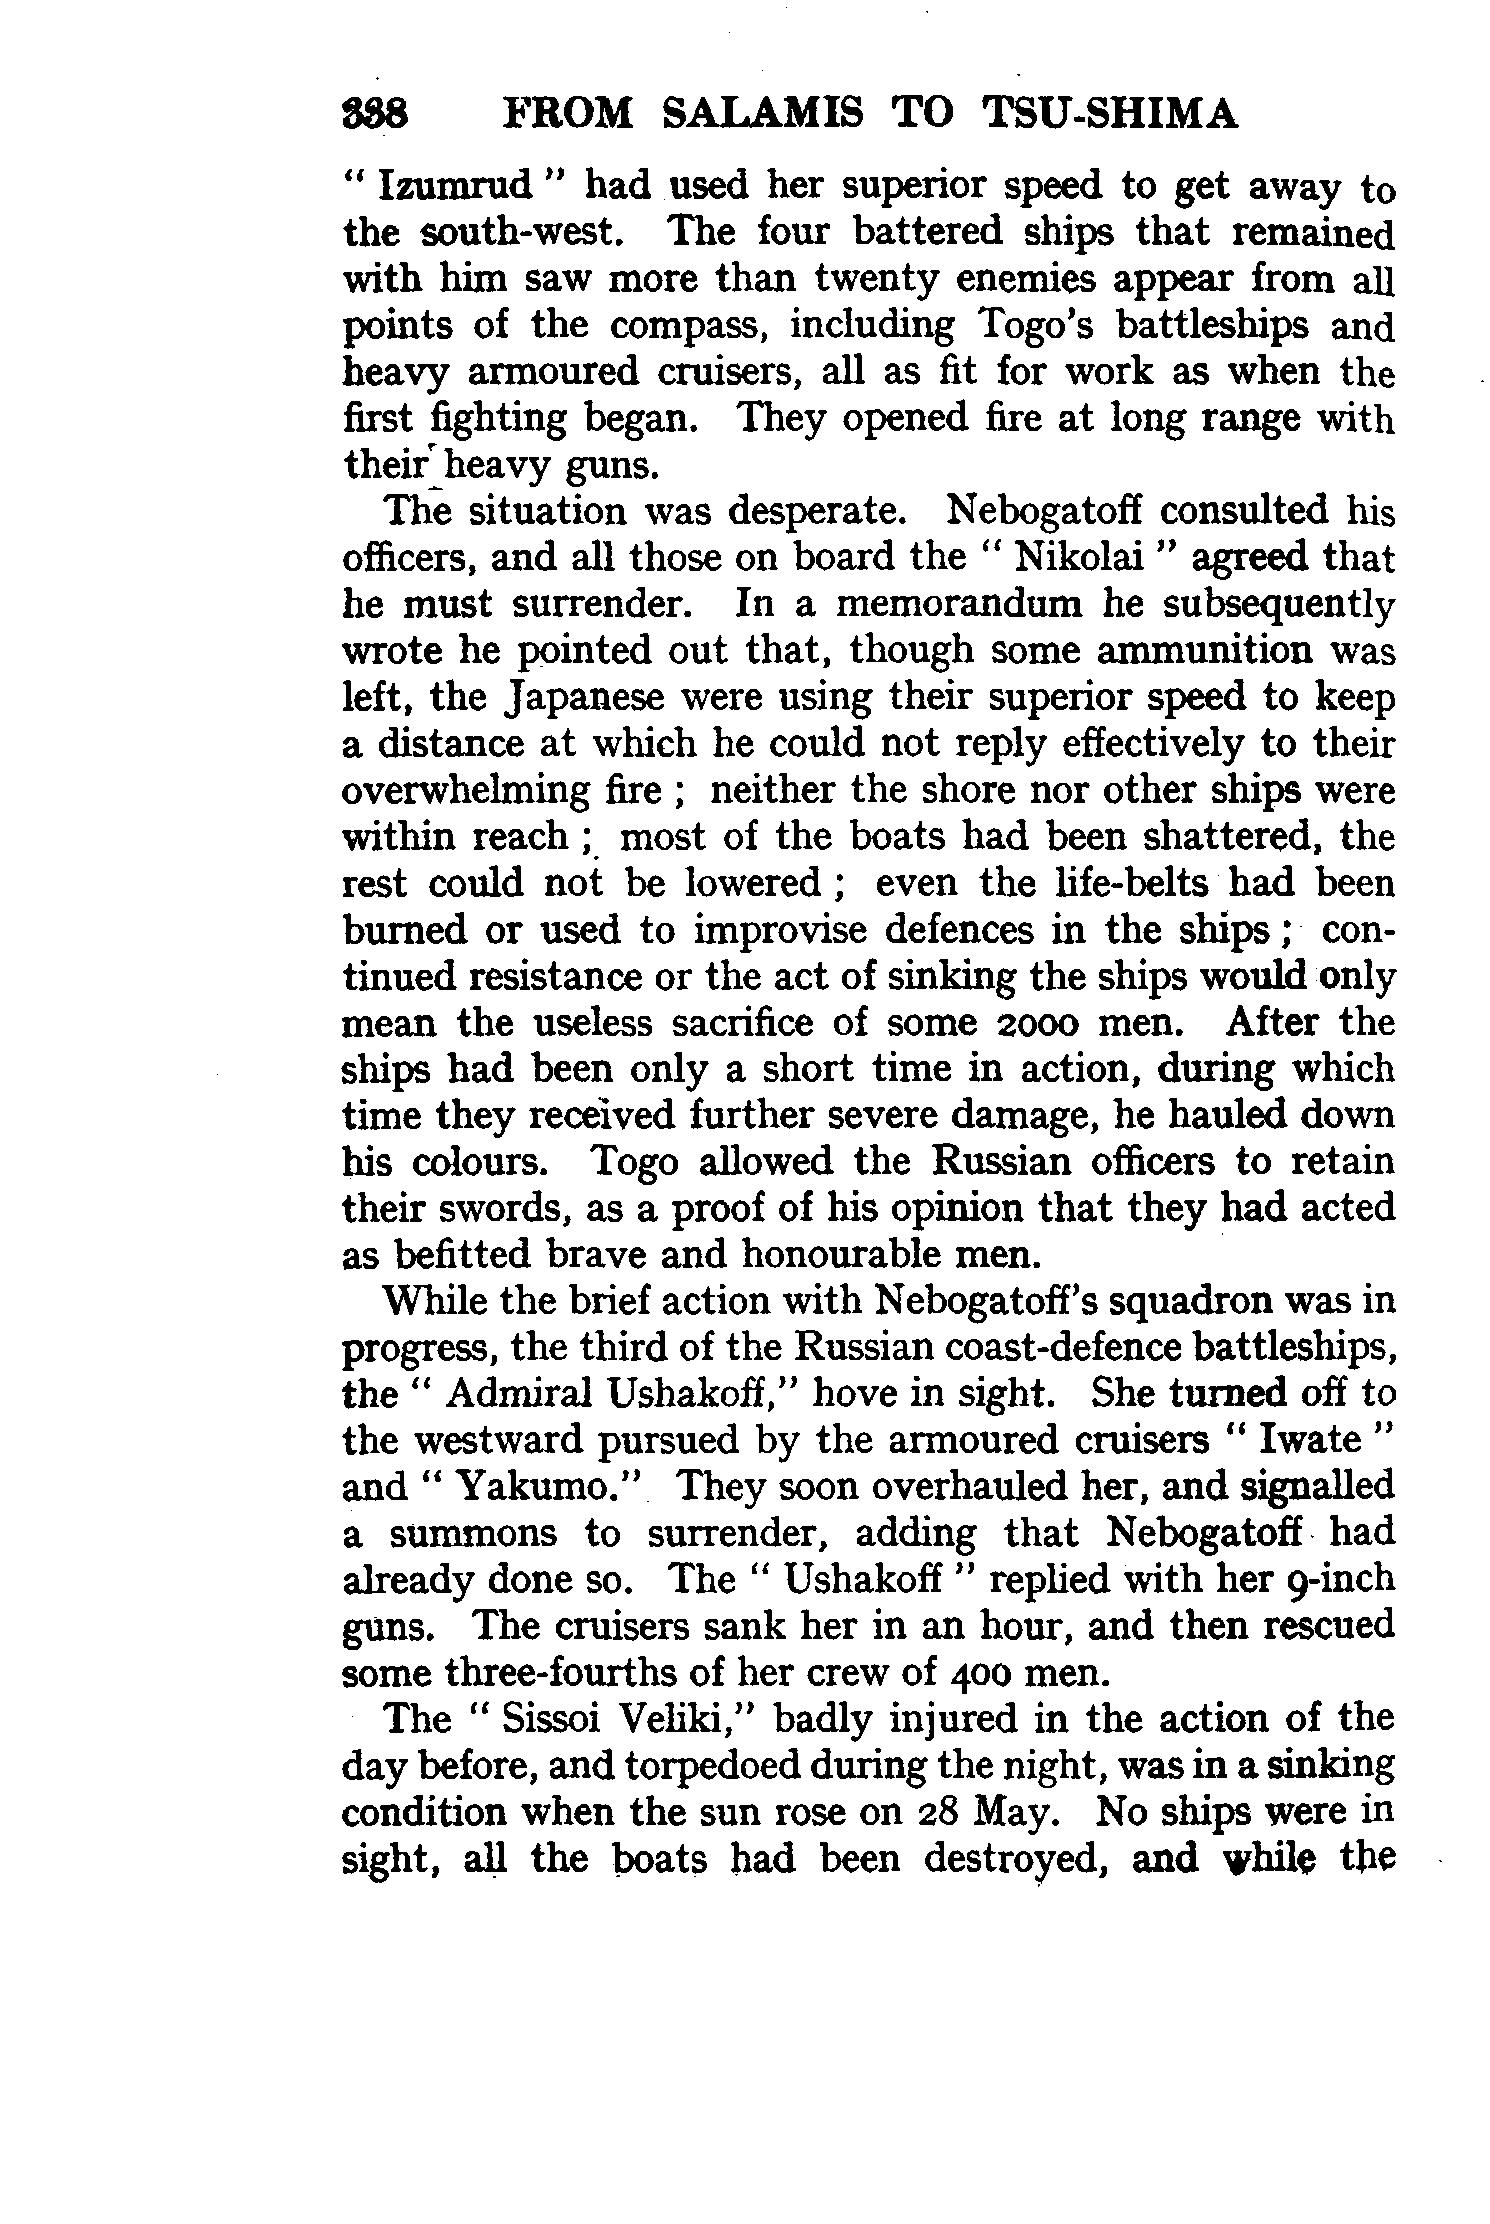 338 FROM SALAMIS TO TSU-SHIMA
“ Izumrud ” had used her superior speed to get away to
the south-west. The four battered ships that remained
with him saw more than twenty enemies appear from all
points of the compass, including Togo’s battleships and
heavy armoured cruisers, all as fit for work as when the
first fighting began. They opened fire at long range with
their heavy guns.
The situation was desperate. Nebogatoff consulted his
officers, and all those on board the “ Nikolai ” agreed that
he must surrender. In a memorandum he subsequently
wrote he pointed out that, though some ammunition was
left, the Japanese were using their superior speed to keep
a distance at which he could not reply effectively to their
overwhelming fire ; neither the shore nor other ships were
within reach ; most of the boats had been shattered, the
rest could not be lowered ; even the life-belts had been
burned or used to improvise defences in the ships ; con-
tinued resistance or the act of sinking the ships would only
mean the useless sacrifice of some 2000 men. After the
ships had been only a short time in action, during which
time they received further severe damage, he hauled down
his colours. Togo allowed the Russian officers to retain
their swords, as a proof of his opinion that they had acted
as befitted brave and honourable men.
While the brief action with Nebogatoff’s squadron was in
progress, the third of the Russian coast-defence battleships,
the “ Admiral Ushakoff,” hove in sight. She turned off to
the westward pursued by the armoured cruisers “ Iwate ”
and “ Yakumo.” They soon overhauled her, and signalled
a summons to surrender, adding that Nebogatoff had
already done so. The “ Ushakoff ” replied with her 9-inch
guns. The cruisers sank her in an hour, and then rescued
some three-fourths of her crew of 400 men.
The “ Sissoi Veliki,” badly injured in the action of the
day before, and torpedoed during the night, was in a sinking
condition when the sun rose on 28 May. No ships were in
sight, all the boats had been destroyed, and while the